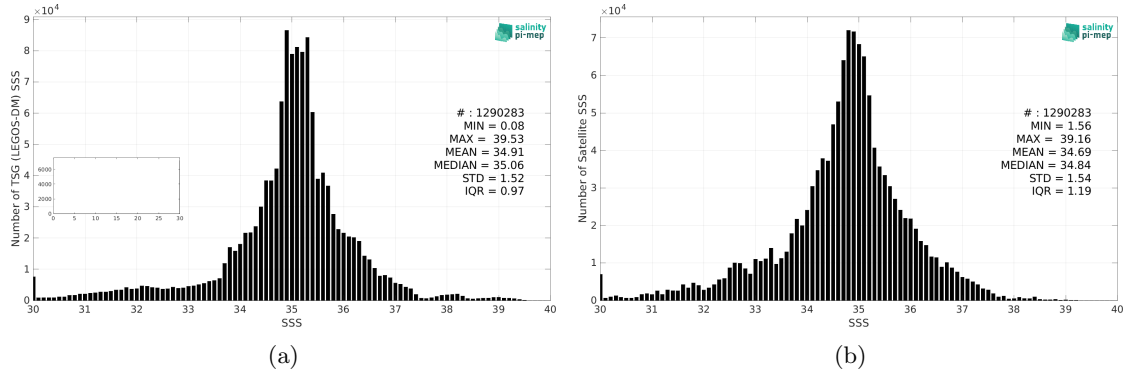 ×10⁴
9
8
7
6
5
4
3
2
1
0
Number of TSG (LEGOS-DM) SSS
salinity
pi-mep
# : 1290283
MIN = 0.08
MAX = 39.53
MEAN = 34.91
MEDIAN = 35.06
STD = 1.52
IQR = 0.97
6000
4000
2000
0
0 5 10 15 20 25 30
30 31 32 33 34 35 36 37 38 39 40
SSS
(a)
×10⁴
7
6
5
4
3
2
1
0
Number of Satellite SSS
salinity
pi-mep
# : 1290283
MIN = 1.56
MAX = 39.16
MEAN = 34.69
MEDIAN = 34.84
STD = 1.54
IQR = 1.19
30 31 32 33 34 35 36 37 38 39 40
SSS
(b)